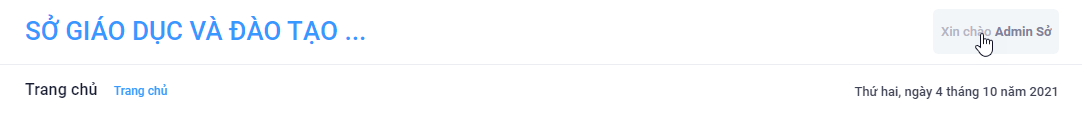 SỞ GIÁO DỤC VÀ ĐÀO TẠO ...
Xin chào Admin Sở
Trang chủ Trang chủ
Thứ hai, ngày 4 tháng 10 năm 2021